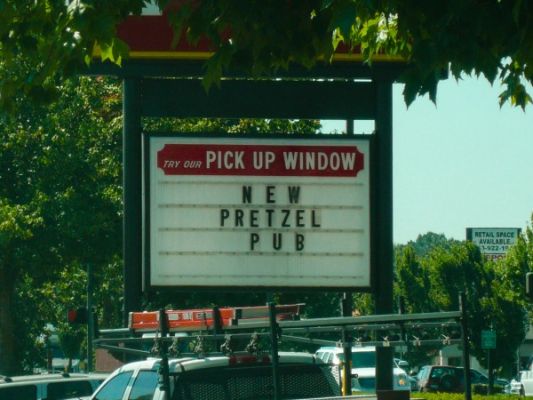 TRY OUR PICK UP WINDOW
NEW
PRETZEL
PUB
RETAIL SPACE
AVAILABLE